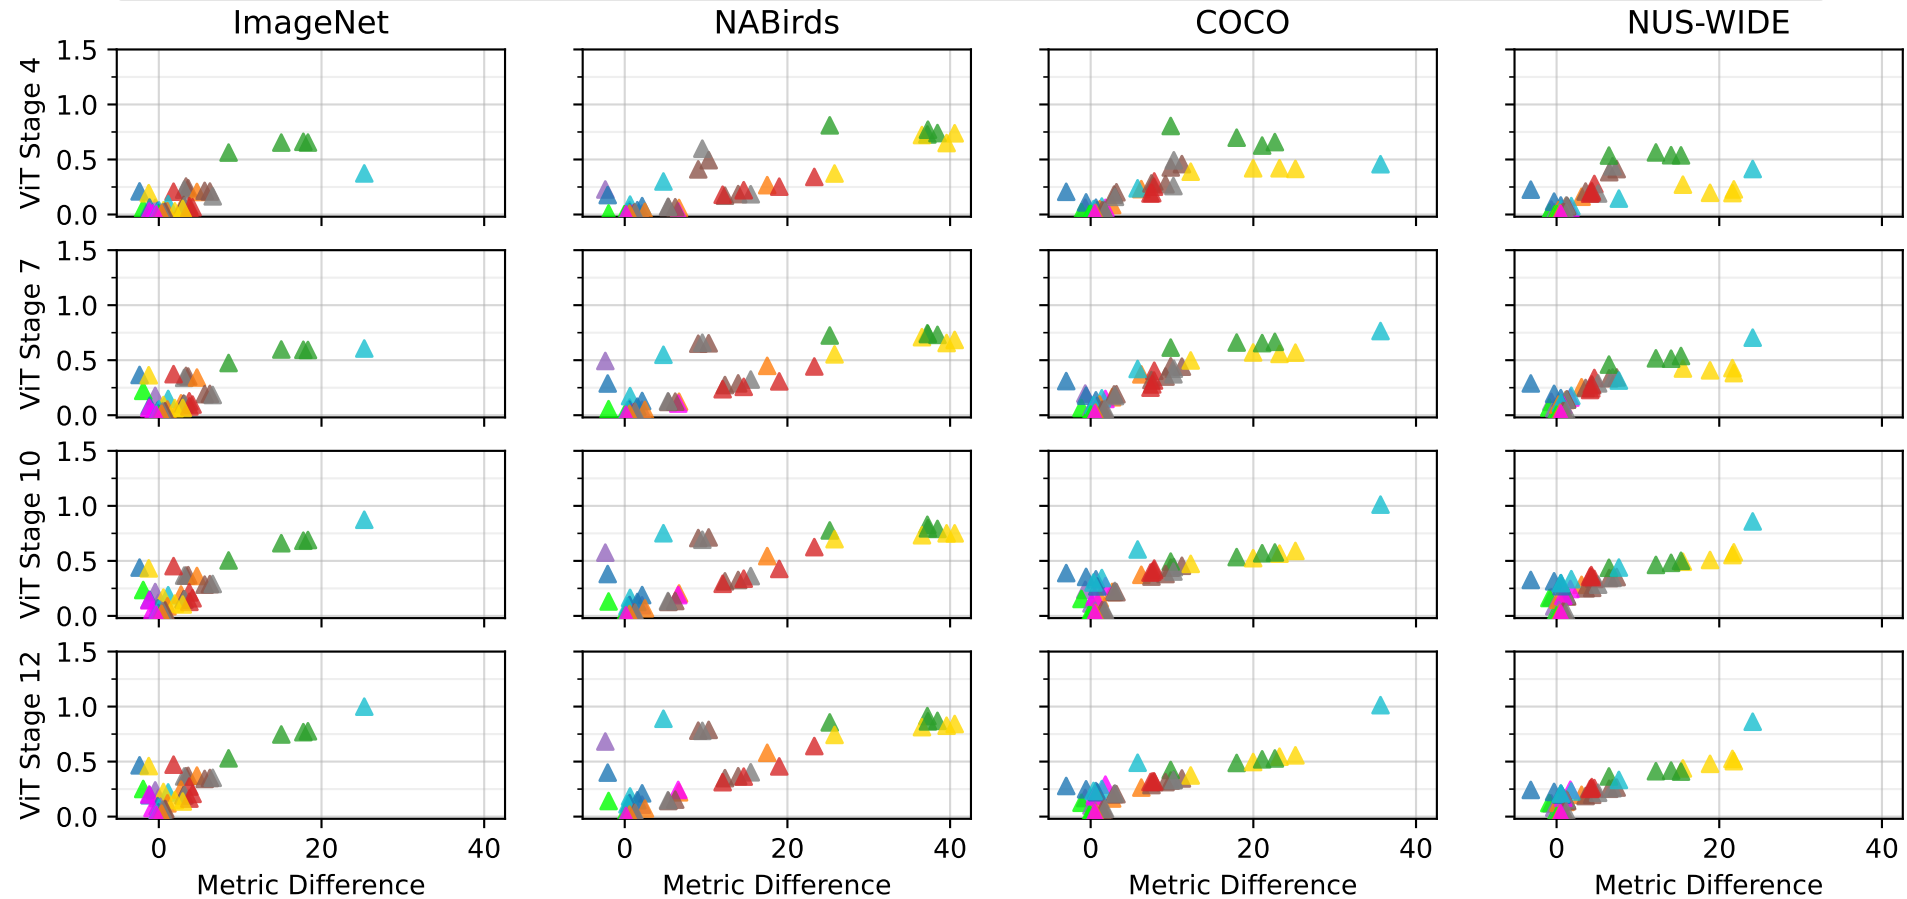 ImageNet NABirds COCO NUS-WIDE
ViT Stage 4
1.5
1.0
0.5
0.0
ViT Stage 7
1.5
1.0
0.5
0.0
ViT Stage 10
1.5
1.0
0.5
0.0
ViT Stage 12
1.5
1.0
0.5
0.0
0 20 40 0 20 40 0 20 40 0 20 40
Metric Difference Metric Difference Metric Difference Metric Difference